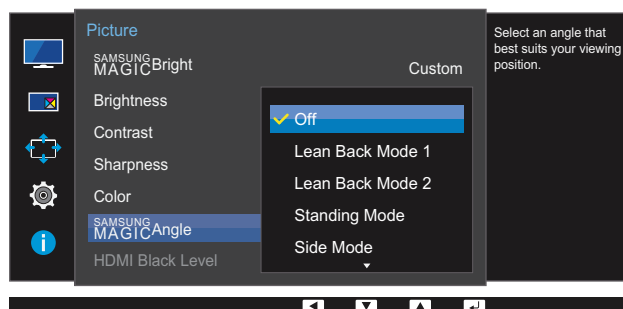 Picture
SAMSUNG
MAGICBright
Custom
Brightness
Contrast
Sharpness
Color
SAMSUNG
MAGICAngle
HDMI Black Level
Off
Lean Back Mode 1
Lean Back Mode 2
Standing Mode
Side Mode
Select an angle that
best suits your viewing
position.